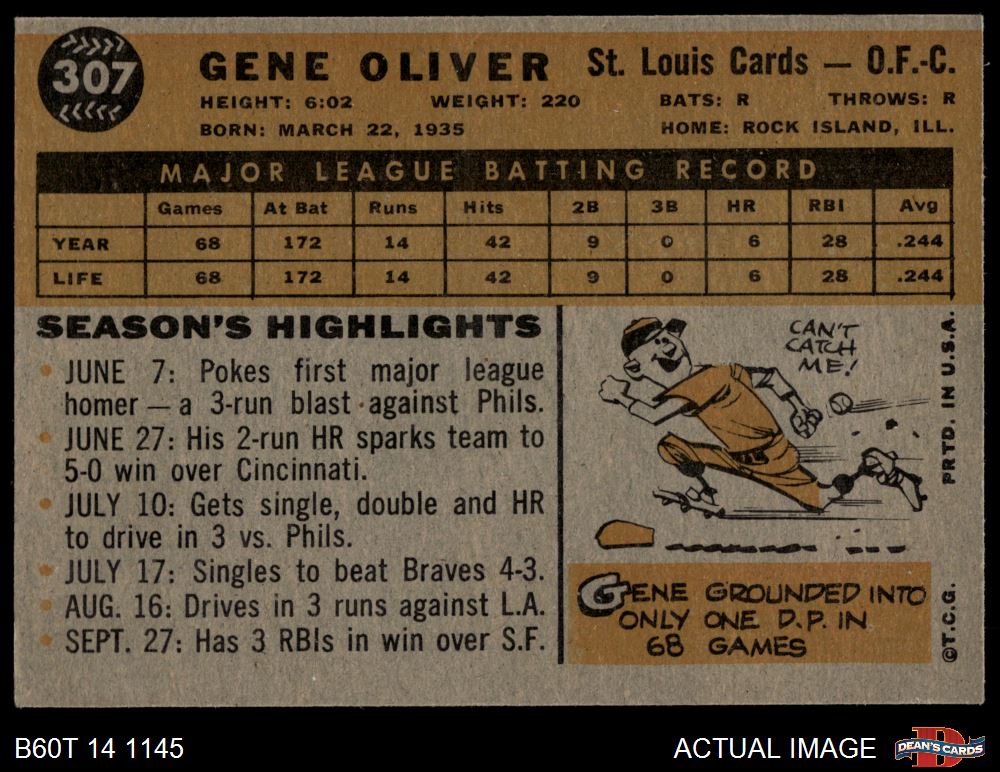 307
GENE OLIVER St. Louis Cards — O.F.-C.
HEIGHT: 6:02 WEIGHT: 220 BATS: R THROWS: R
BORN: MARCH 22, 1935 HOME: ROCK ISLAND, ILL.
MAJOR LEAGUE BATTING RECORD
Games At Bat Runs Hits 2B 3B HR RBI Avg
YEAR 68 172 14 42 9 0 6 28 .244
LIFE 68 172 14 42 9 0 6 28 .244
SEASON'S HIGHLIGHTS
• JUNE 7: Pokes first major league
homer — a 3-run blast against Phils.
• JUNE 27: His 2-run HR sparks team to
5-0 win over Cincinnati.
• JULY 10: Gets single, double and HR
to drive in 3 vs. Phils.
• JULY 17: Singles to beat Braves 4-3.
• AUG. 16: Drives in 3 runs against L.A.
• SEPT. 27: Has 3 RBIs in win over S.F.
CAN'T
CATCH
ME!
GENE GROUNDED INTO
ONLY ONE D.P. IN
68 GAMES
PRTD. IN U.S.A.
©T.C.G.
B60T 14 1145
ACTUAL IMAGE
D
DEAN'S CARDS